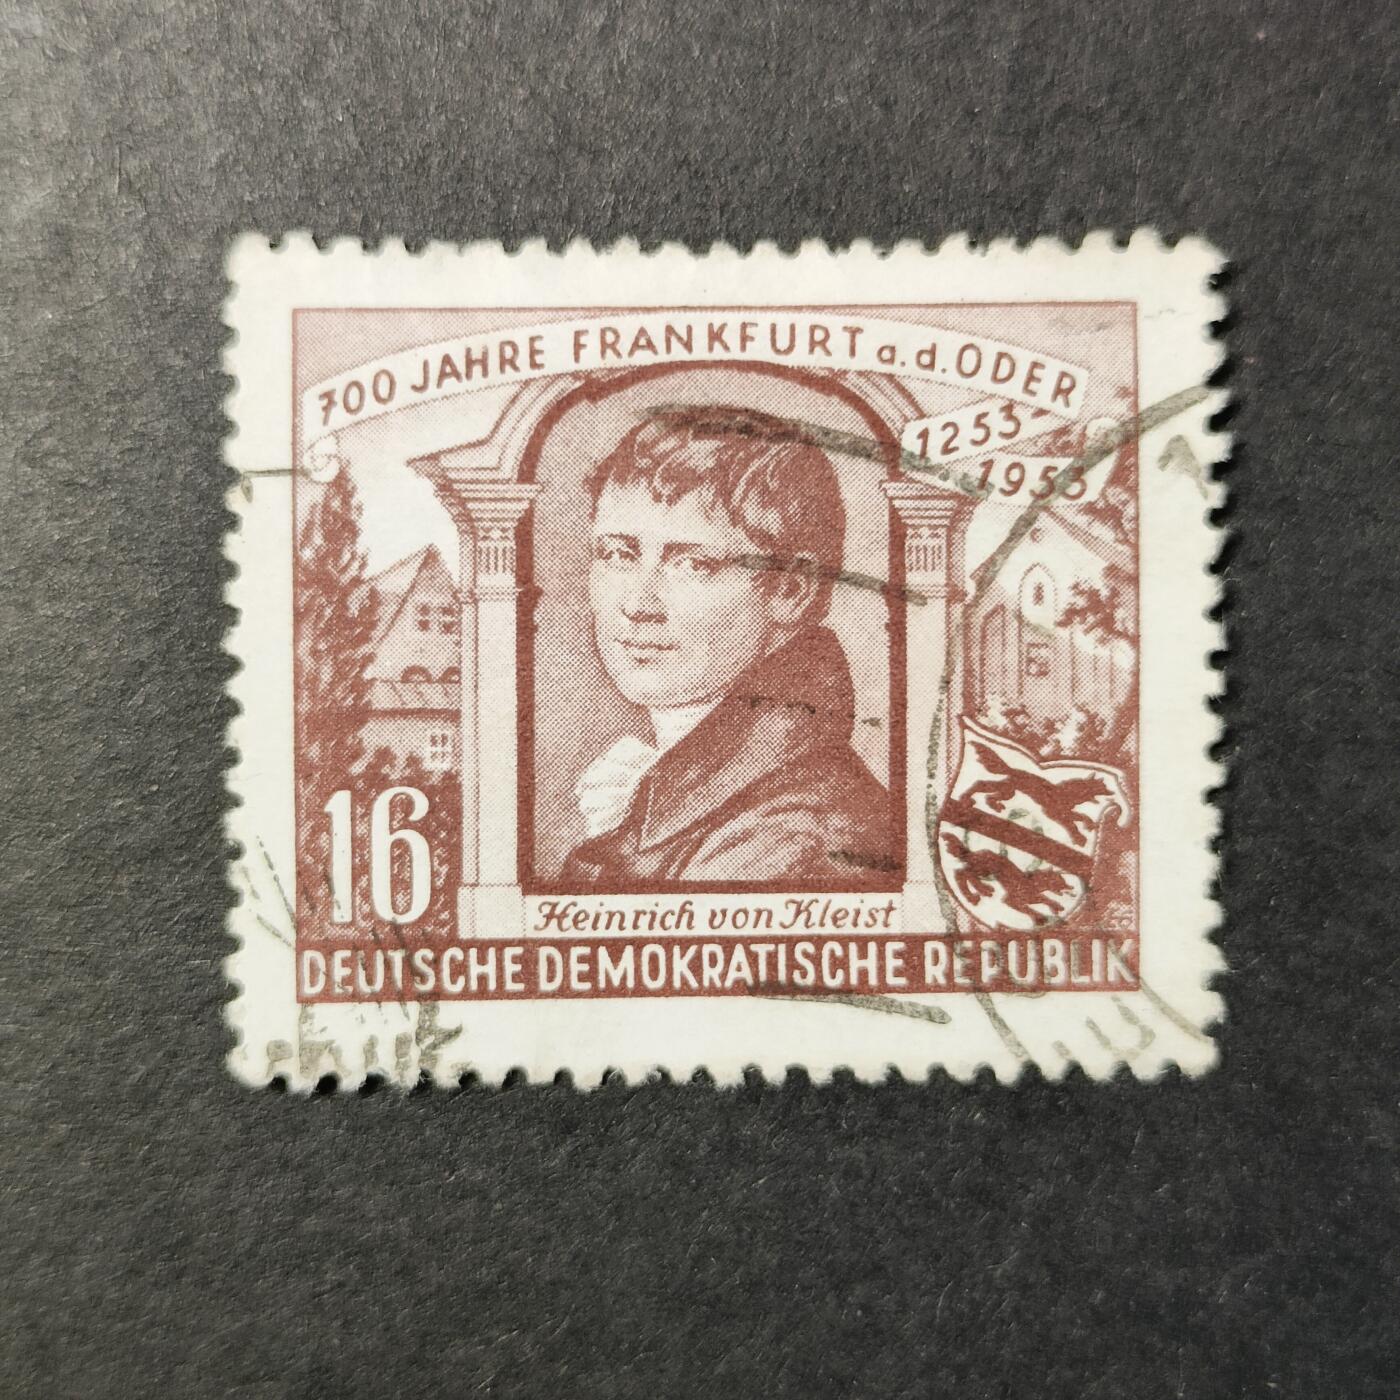 700 JAHRE FRANKFURT a.d. ODER
1253-
1953
16
Heinrich von Kleist
DEUTSCHE DEMOKRATISCHE REPUBLIK